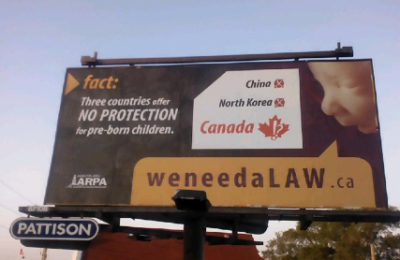 fact:
Three countries offer
NO PROTECTION
for pre-born children.
China
North Korea
Canada
ARPA
weneedaLAW.ca
PATTISON